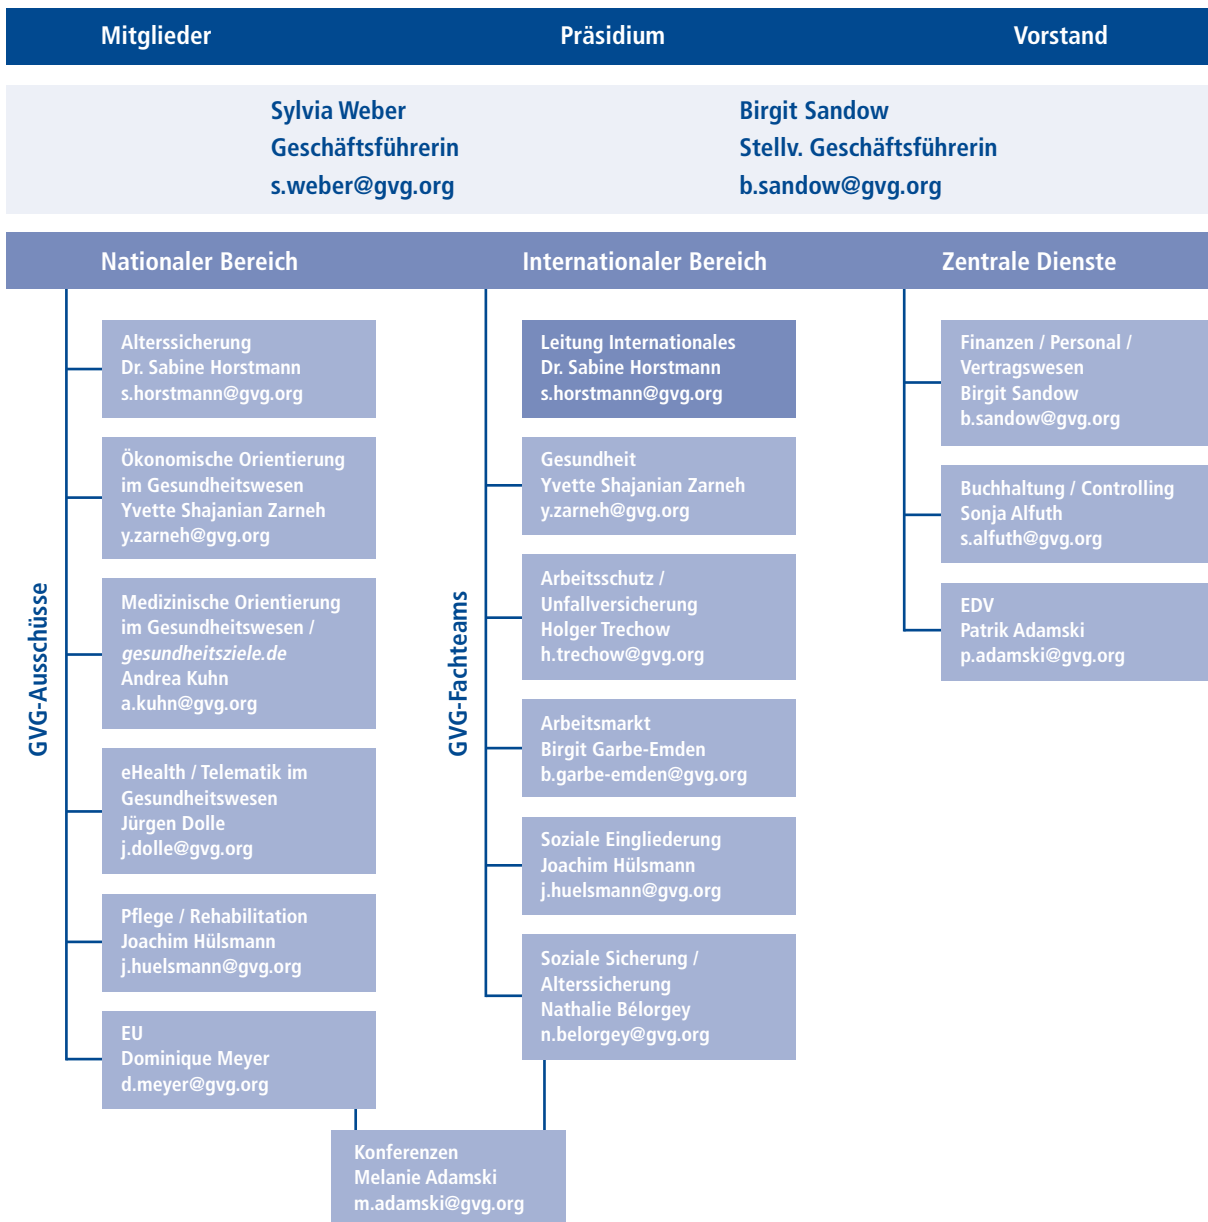 Mitglieder
Präsidium
Vorstand
Sylvia Weber
Geschäftsführerin
s.weber@gvg.org
Birgit Sandow
Stellv. Geschäftsführerin
b.sandow@gvg.org
Nationaler Bereich
Internationaler Bereich
Zentrale Dienste
GVG-Ausschüsse
Alterssicherung
Dr. Sabine Horstmann
s.horstmann@gvg.org
Ökonomische Orientierung
im Gesundheitswesen
Yvette Shajanian Zarneh
y.zarneh@gvg.org
Medizinische Orientierung
im Gesundheitswesen /
gesundheitsziele.de
Andrea Kuhn
a.kuhn@gvg.org
eHealth / Telematik im
Gesundheitswesen
Jürgen Dolle
j.dolle@gvg.org
Pflege / Rehabilitation
Joachim Hülsmann
j.huelsmann@gvg.org
EU
Dominique Meyer
d.meyer@gvg.org
GVG-Fachteams
Leitung Internationales
Dr. Sabine Horstmann
s.horstmann@gvg.org
Gesundheit
Yvette Shajanian Zarneh
y.zarneh@gvg.org
Arbeitsschutz /
Unfallversicherung
Holger Trechow
h.trechow@gvg.org
Arbeitsmarkt
Birgit Garbe-Emden
b.garbe-emden@gvg.org
Soziale Eingliederung
Joachim Hülsmann
j.huelsmann@gvg.org
Soziale Sicherung /
Alterssicherung
Nathalie Bélorgey
n.belorgey@gvg.org
Finanzen / Personal /
Vertragswesen
Birgit Sandow
b.sandow@gvg.org
Buchhaltung / Controlling
Sonja Alfuth
s.alfuth@gvg.org
EDV
Patrik Adamski
p.adamski@gvg.org
Konferenzen
Melanie Adamski
m.adamski@gvg.org